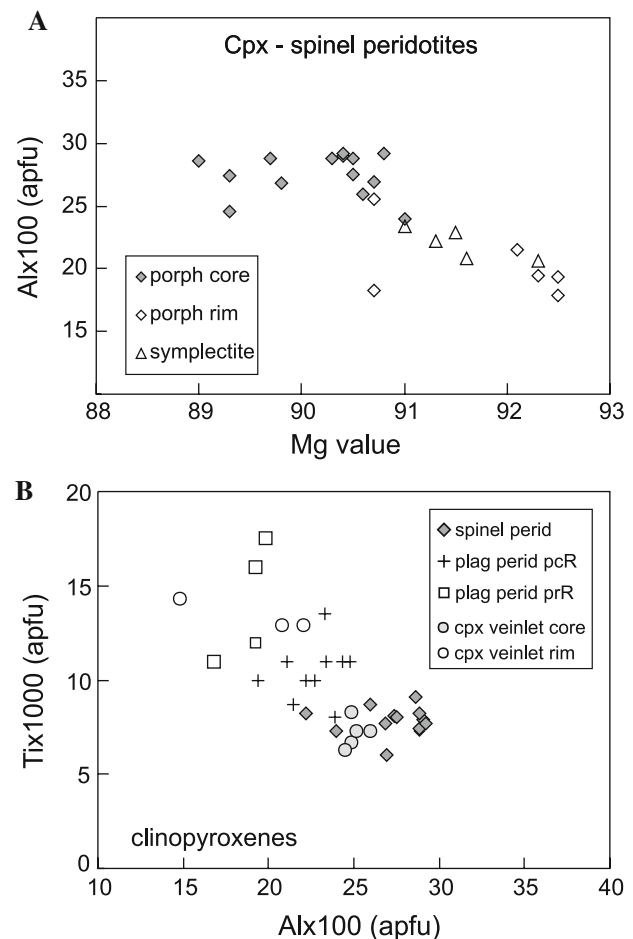 A
Cpx - spinel peridotites
Alx100 (apfu)
40
35
30
25
20
15
porph core
porph rim
symplectite
88 89 90 91 92 93
Mg value
B
Tix1000 (apfu)
20
15
10
5
0
spinel perid
plag perid pcR
plag perid prR
cpx veinlet core
cpx veinlet rim
clinopyroxenes
10 15 20 25 30 35 40
Alx100 (apfu)